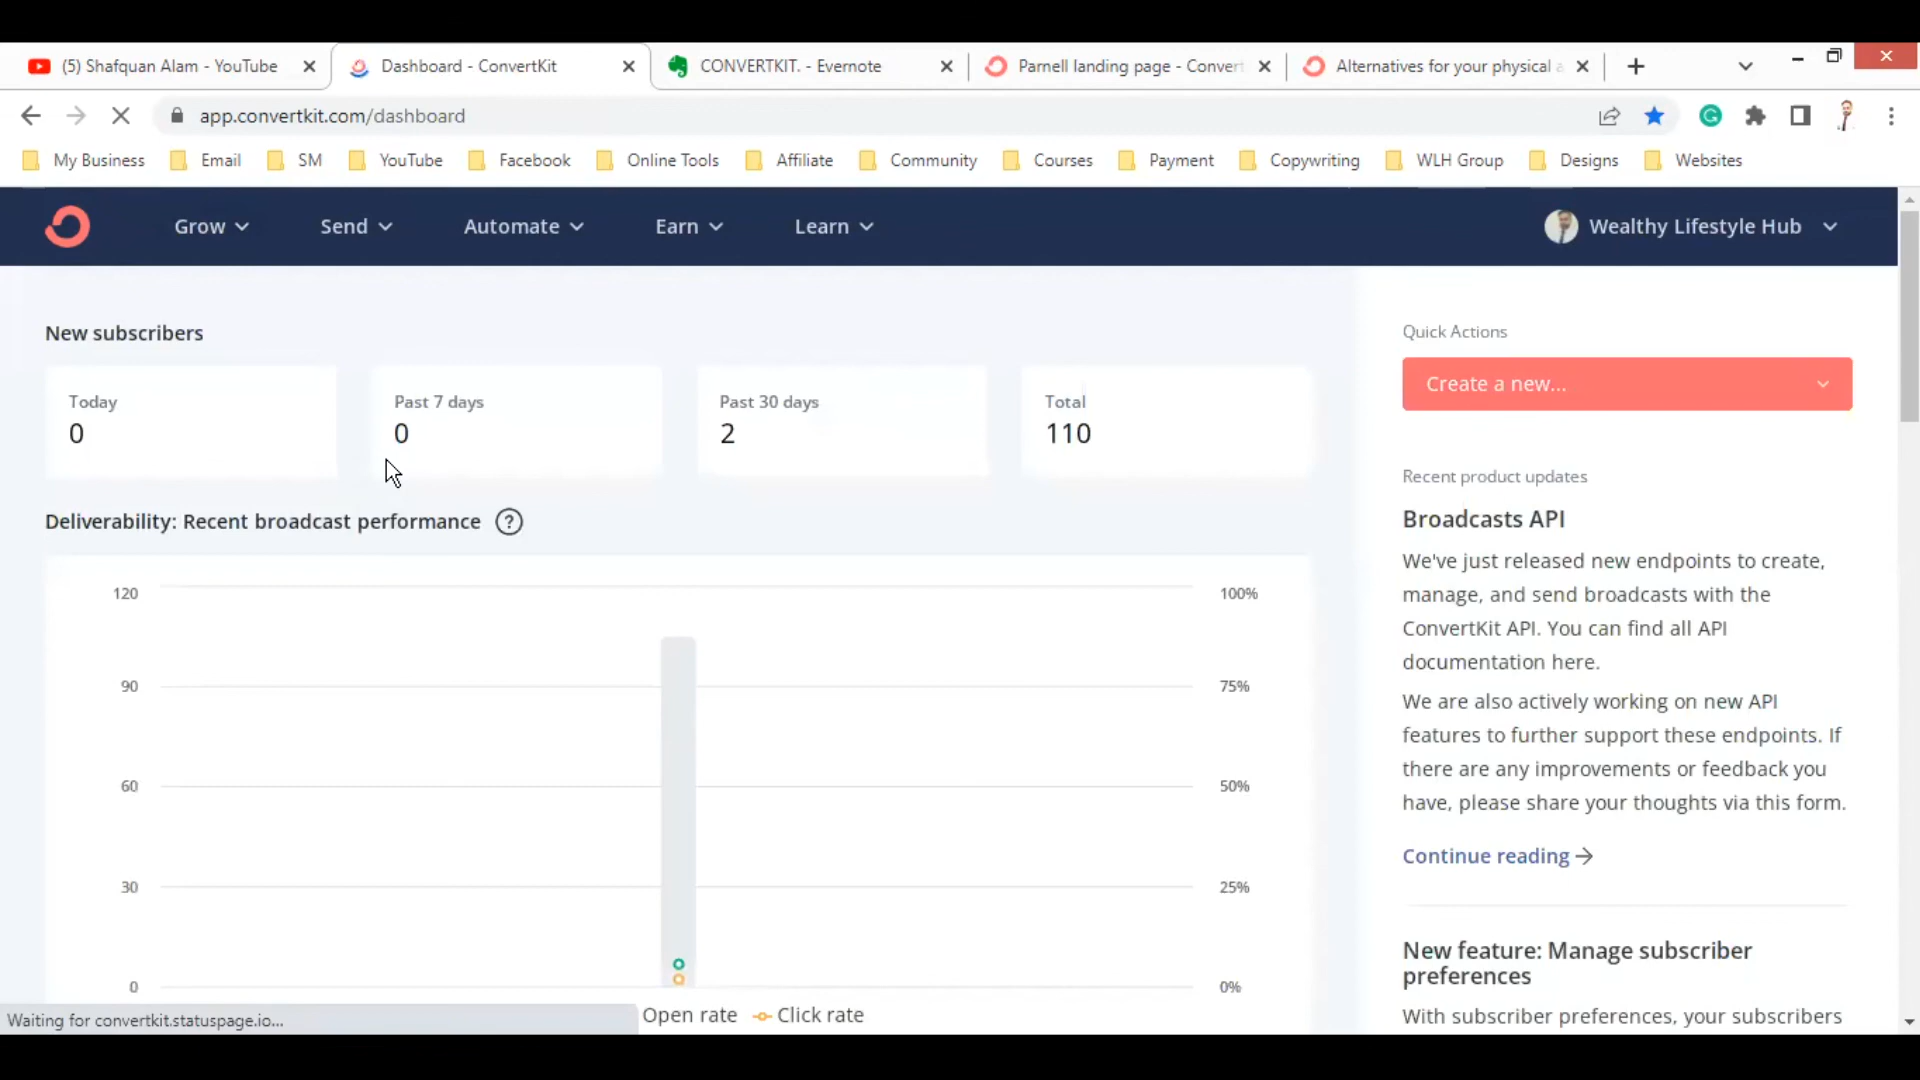 (5) Shafquan Alam - YouTube
Dashboard - ConvertKit
CONVERTKIT. - Evernote
Parnell landing page - Convert
Alternatives for your physical a
app.convertkit.com/dashboard
My Business
Email
SM
YouTube
Facebook
Online Tools
Affiliate
Community
Courses
Payment
Copywriting
WLH Group
Designs
Websites
Grow
Send
Automate
Earn
Learn
Wealthy Lifestyle Hub
New subscribers
Today
0
Past 7 days
0
Past 30 days
2
Total
110
Deliverability: Recent broadcast performance ?
120
90
60
30
0
100%
75%
50%
25%
0%
Open rate
Click rate
Waiting for convertkit.statuspage.io...
Quick Actions
Create a new...
Recent product updates
Broadcasts API
We've just released new endpoints to create,
manage, and send broadcasts with the
ConvertKit API. You can find all API
documentation here.
We are also actively working on new API
features to further support these endpoints. If
there are any improvements or feedback you
have, please share your thoughts via this form.
Continue reading
New feature: Manage subscriber
preferences
With subscriber preferences, your subscribers